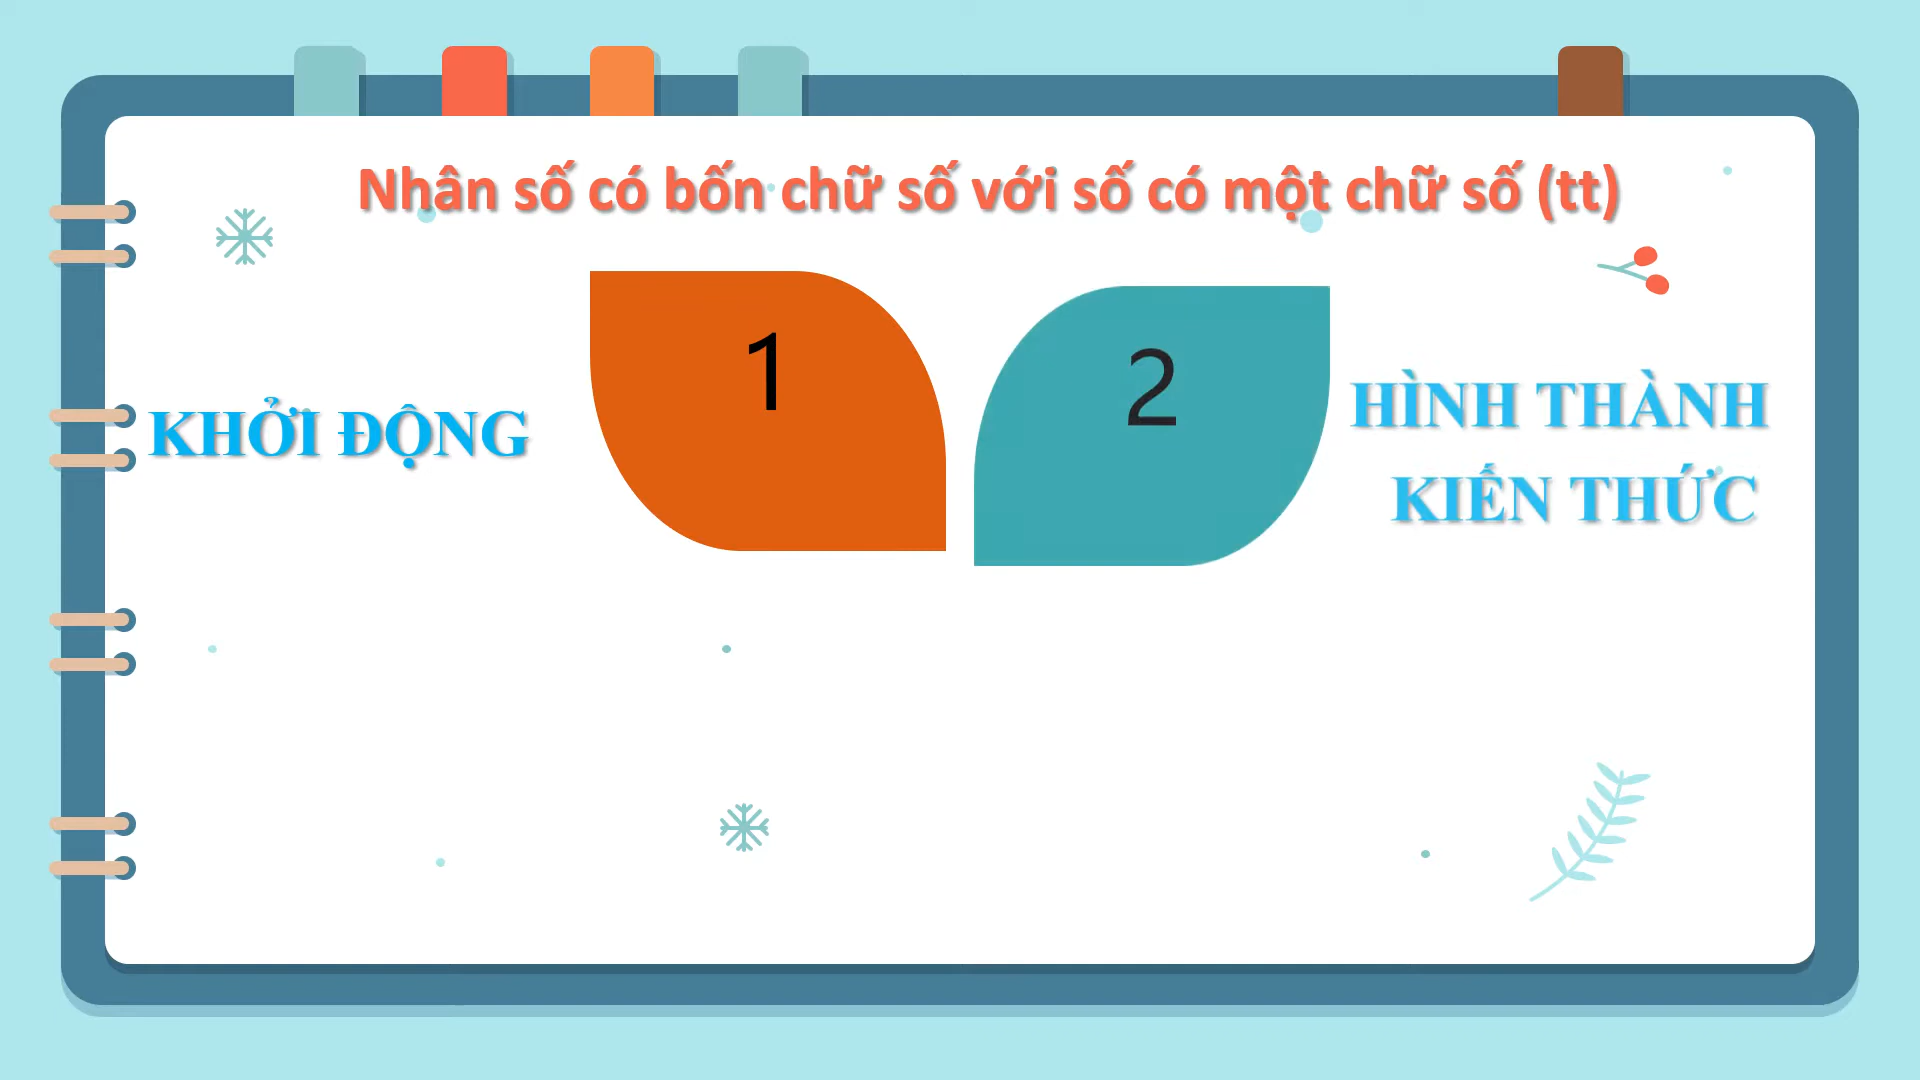 Nhân số có bốn chữ số với số có một chữ số (tt)
KHỞI ĐỘNG
1
2
HÌNH THÀNH
KIẾN THỨC